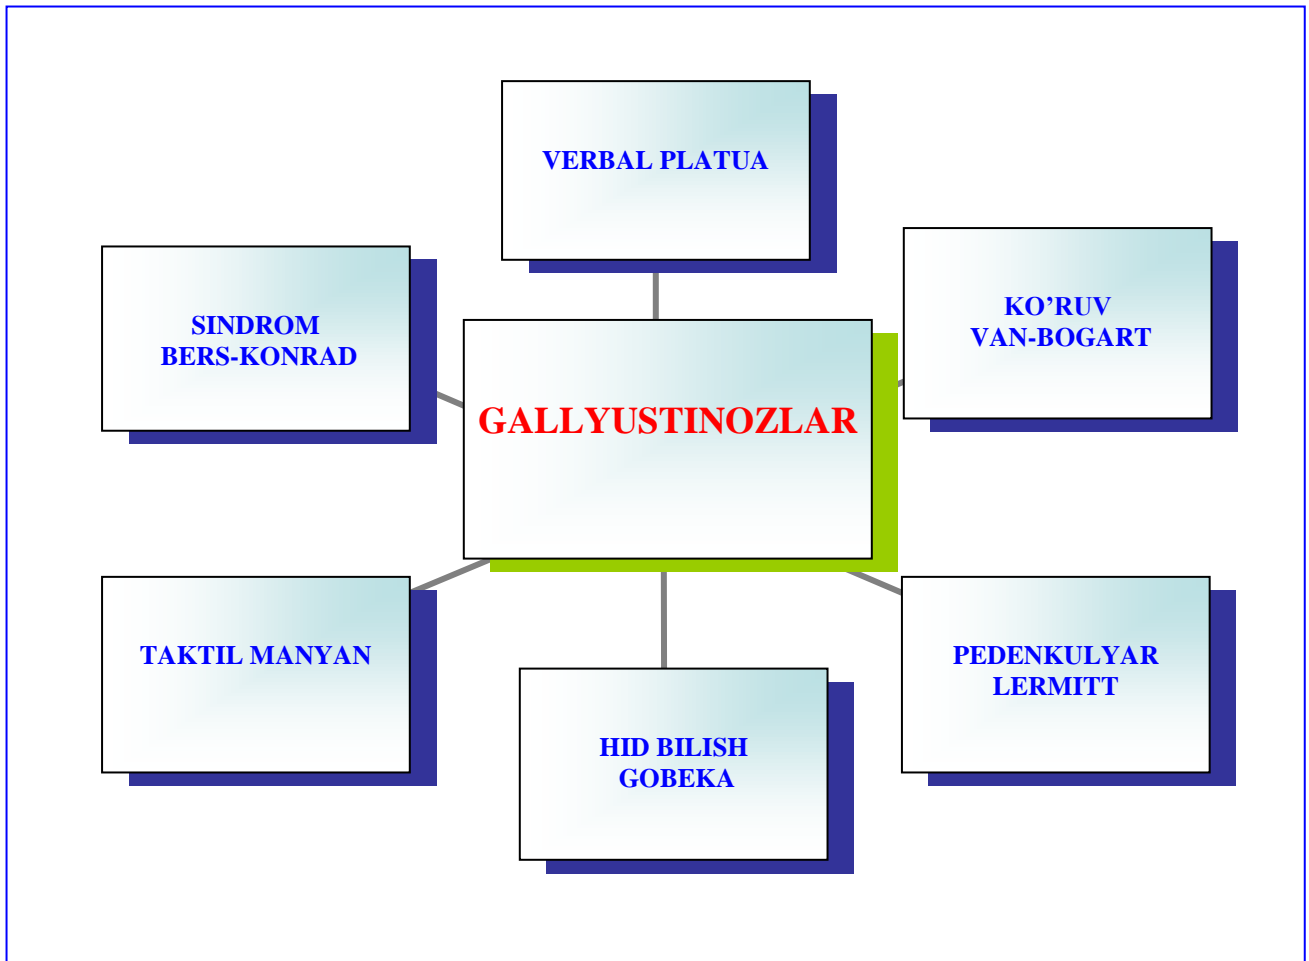 VERBAL PLATUA
KO’RUV
VAN-BOGART
SINDROM
BERS-KONRAD
GALLYUSTINOZLAR
TAKTIL MANYAN
PEDENKULYAR
LERMITT
HID BILISH
GOBEKA